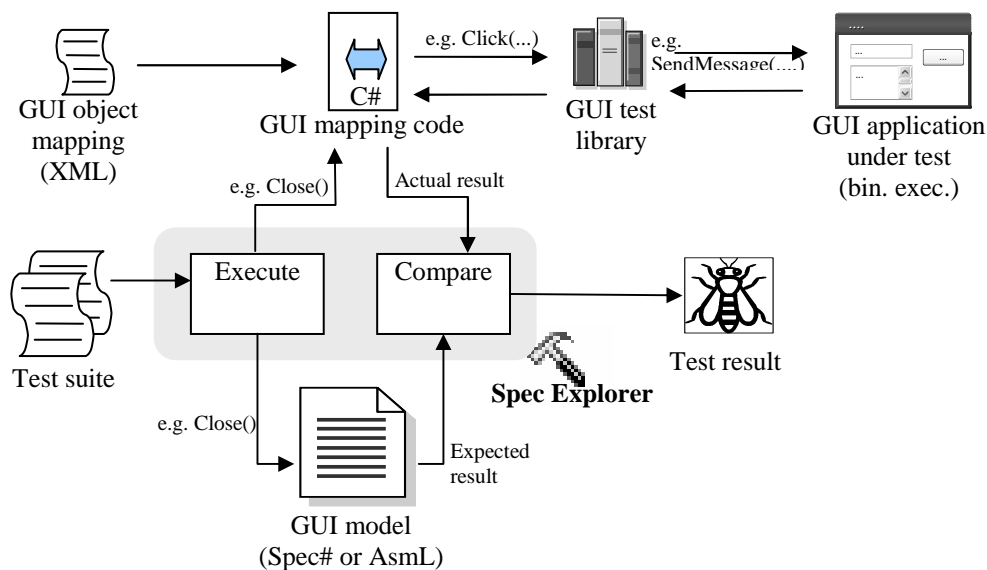 ....
...
...
...
e.g. Click(...)
e.g.
SendMessage(....)
C#
GUI object
mapping
(XML)
GUI mapping code
GUI test
library
GUI application
under test
(bin. exec.)
e.g. Close()
Actual result
Execute
Compare
Test suite
Test result
Spec Explorer
e.g. Close()
Expected
result
GUI model
(Spec# or AsmL)